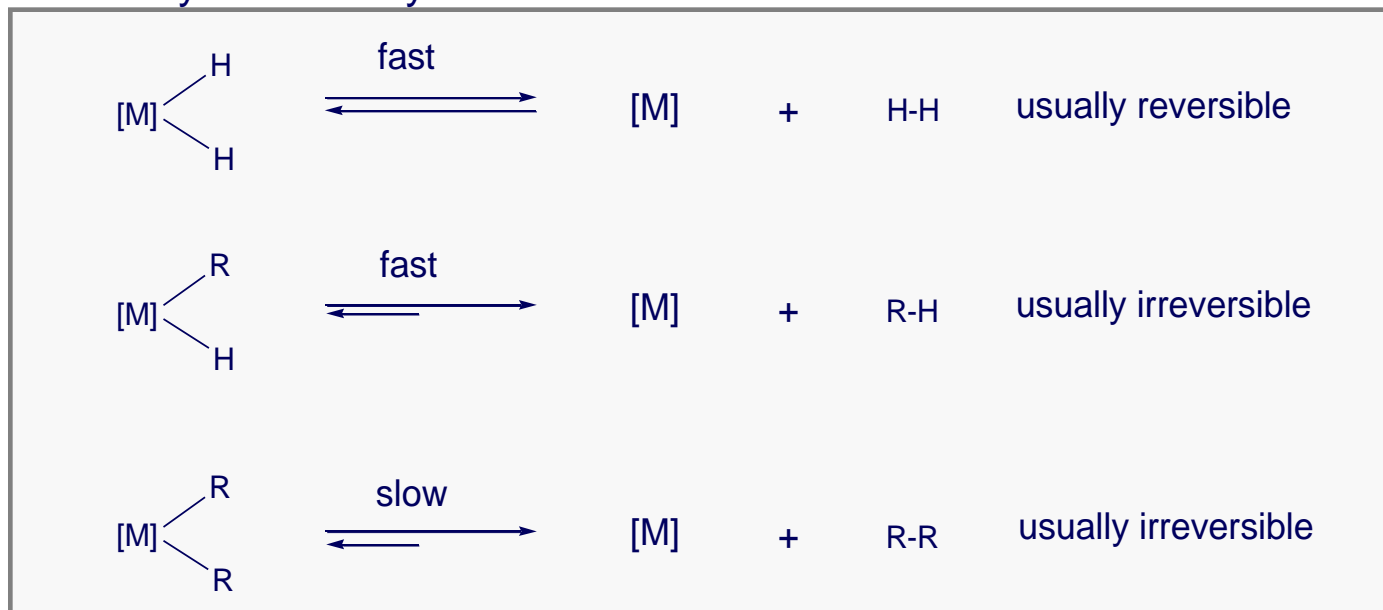 H
fast
[M]
[M] + H-H usually reversible
H
R
fast
[M]
[M] + R-H usually irreversible
H
R
slow
[M]
[M] + R-R usually irreversible
R